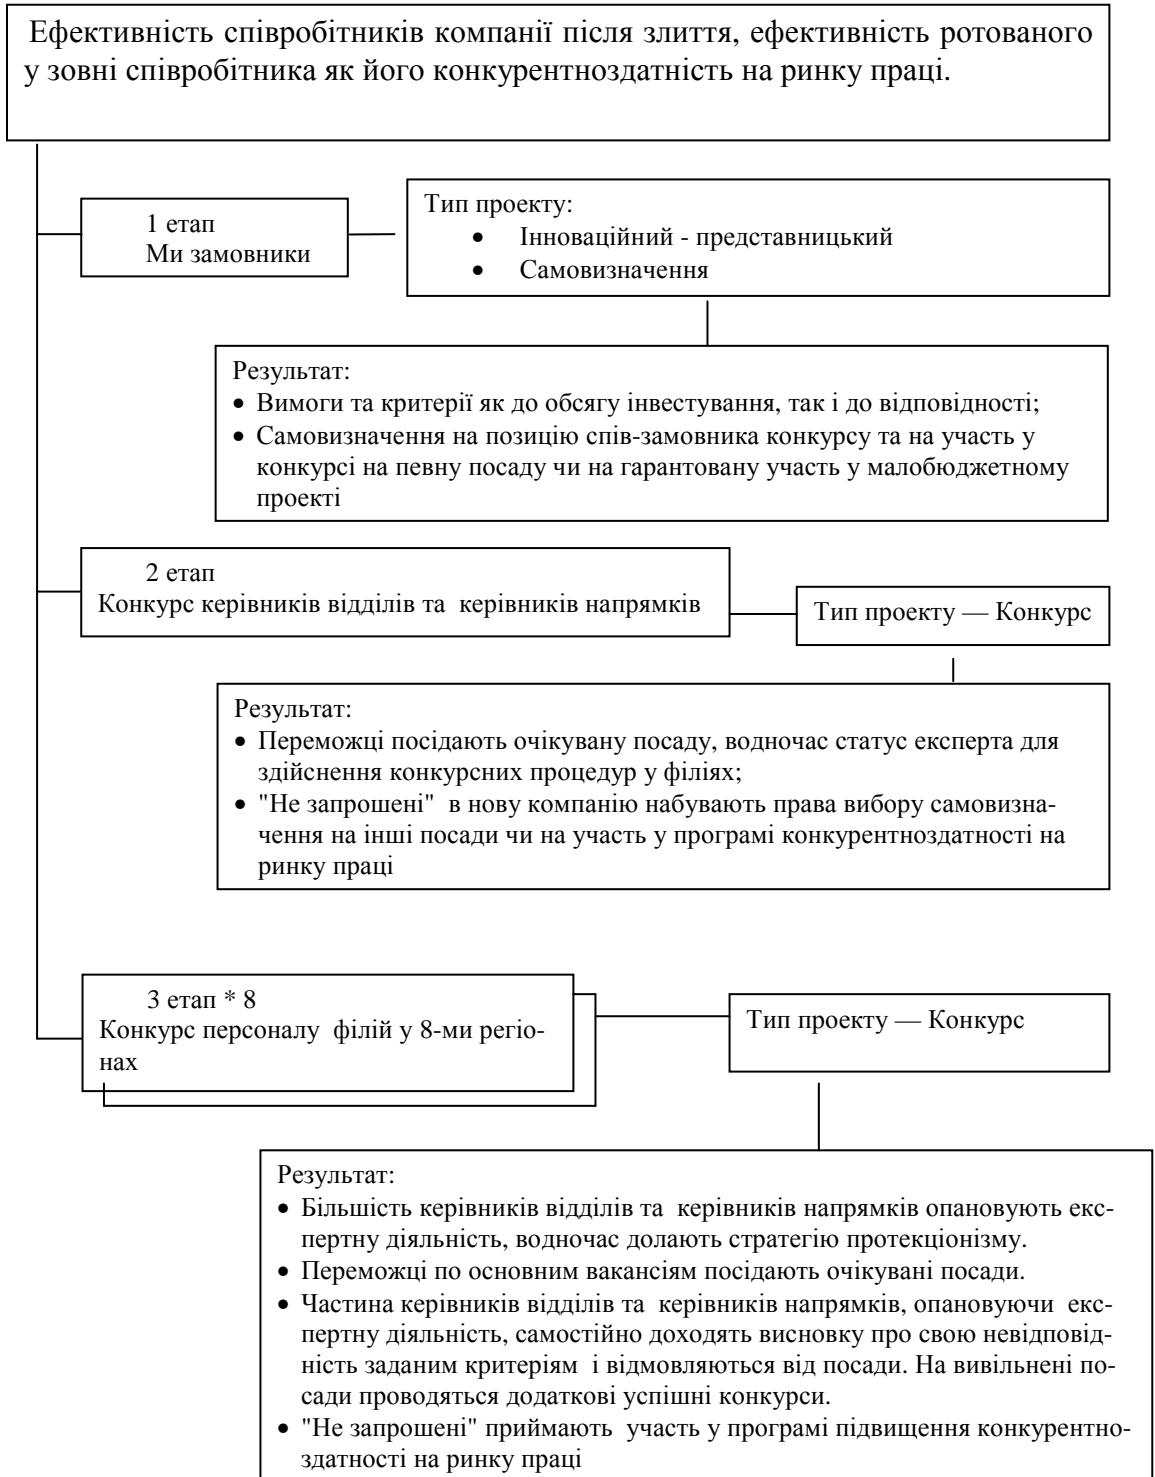 Ефективність співробітників компанії після злиття, ефективність ротованого
у зовні співробітника як його конкурентноздатність на ринку праці.
1 етап
Ми замовники
Тип проекту:
• Інноваційний - представницький
• Самовизначення
Результат:
• Вимоги та критерії як до обсягу інвестування, так і до відповідності;
• Самовизначення на позицію спів-замовника конкурсу та на участь у
конкурсі на певну посаду чи на гарантовану участь у малобюджетному
проекті
2 етап
Конкурс керівників відділів та керівників напрямків
Тип проекту — Конкурс
Результат:
• Переможці посідають очікувану посаду, водночас статус експерта для
здійснення конкурсних процедур у філіях;
• "Не запрошені" в нову компанію набувають права вибору самовизна-
чення на інші посади чи на участь у програмі конкурентноздатності на
ринку праці
3 етап * 8
Конкурс персоналу філій у 8-ми регіо-
нах
Тип проекту — Конкурс
Результат:
• Більшість керівників відділів та керівників напрямків опановують екс-
пертну діяльність, водночас долають стратегію протекціонізму.
• Переможці по основним вакансіям посідають очікувані посади.
• Частина керівників відділів та керівників напрямків, опановуючи екс-
пертну діяльність, самостійно доходять висновку про свою невідповід-
ність заданим критеріям і відмовляються від посади. На вивільнені по-
сади проводяться додаткові успішні конкурси.
• "Не запрошені" приймають участь у програмі підвищення конкурентно-
здатності на ринку праці